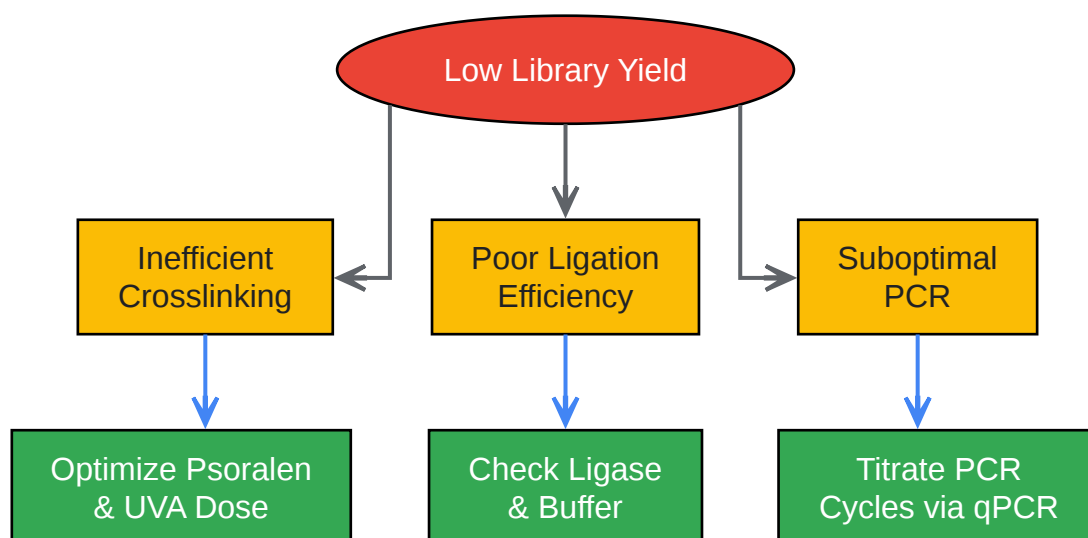 Low Library Yield
Inefficient
Crosslinking
Poor Ligation
Efficiency
Suboptimal
PCR
Optimize Psoralen
& UVA Dose
Check Ligase
& Buffer
Titrate PCR
Cycles via qPCR